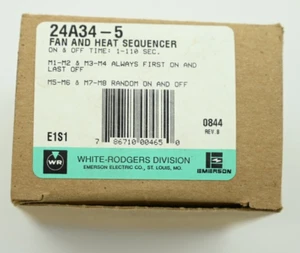 24A34-5
FAN AND HEAT SEQUENCER
ON & OFF TIME: 1-110 SEC.
M1-M2 & M3-M4 ALWAYS FIRST ON AND
LAST OFF
M5-M6 & M7-M8 RANDOM ON AND OFF
0844
REV B
E1S1
7 86710 00465 0
WR
WHITE-RODGERS DIVISION
EMERSON ELECTRIC CO., ST. LOUIS, MO.
EMERSON